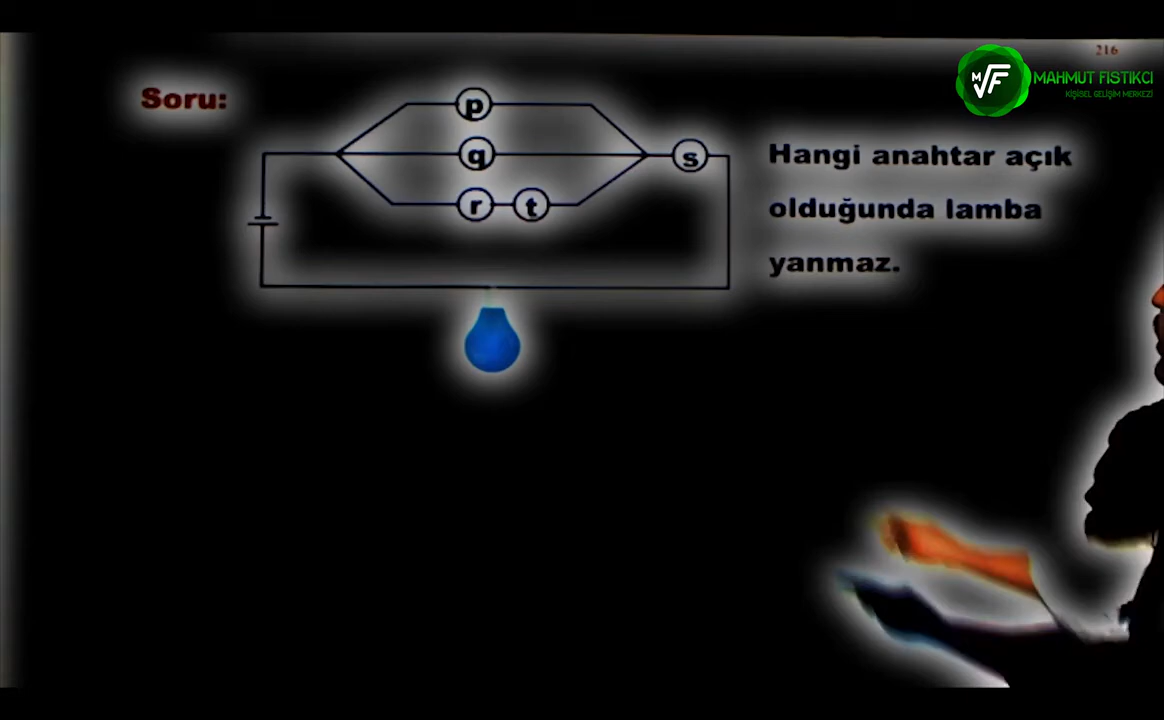 216
M√F
MAHMUT FISTIKCI
KİŞİSEL GELİŞİM MERKEZİ
Soru:
p
q
s
r t
Hangi anahtar açık
olduğunda lamba
yanmaz.